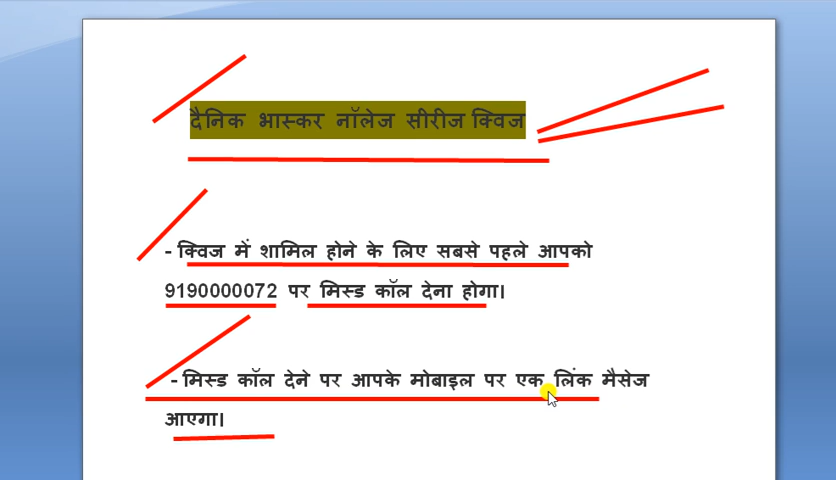 दैनिक भास्कर नॉलेज सीरीज क्विज
- क्विज में शामिल होने के लिए सबसे पहले आपको
9190000072 पर मिस्ड कॉल देना होगा।
- मिस्ड कॉल देने पर आपके मोबाइल पर एक लिंक मैसेज
आएगा।